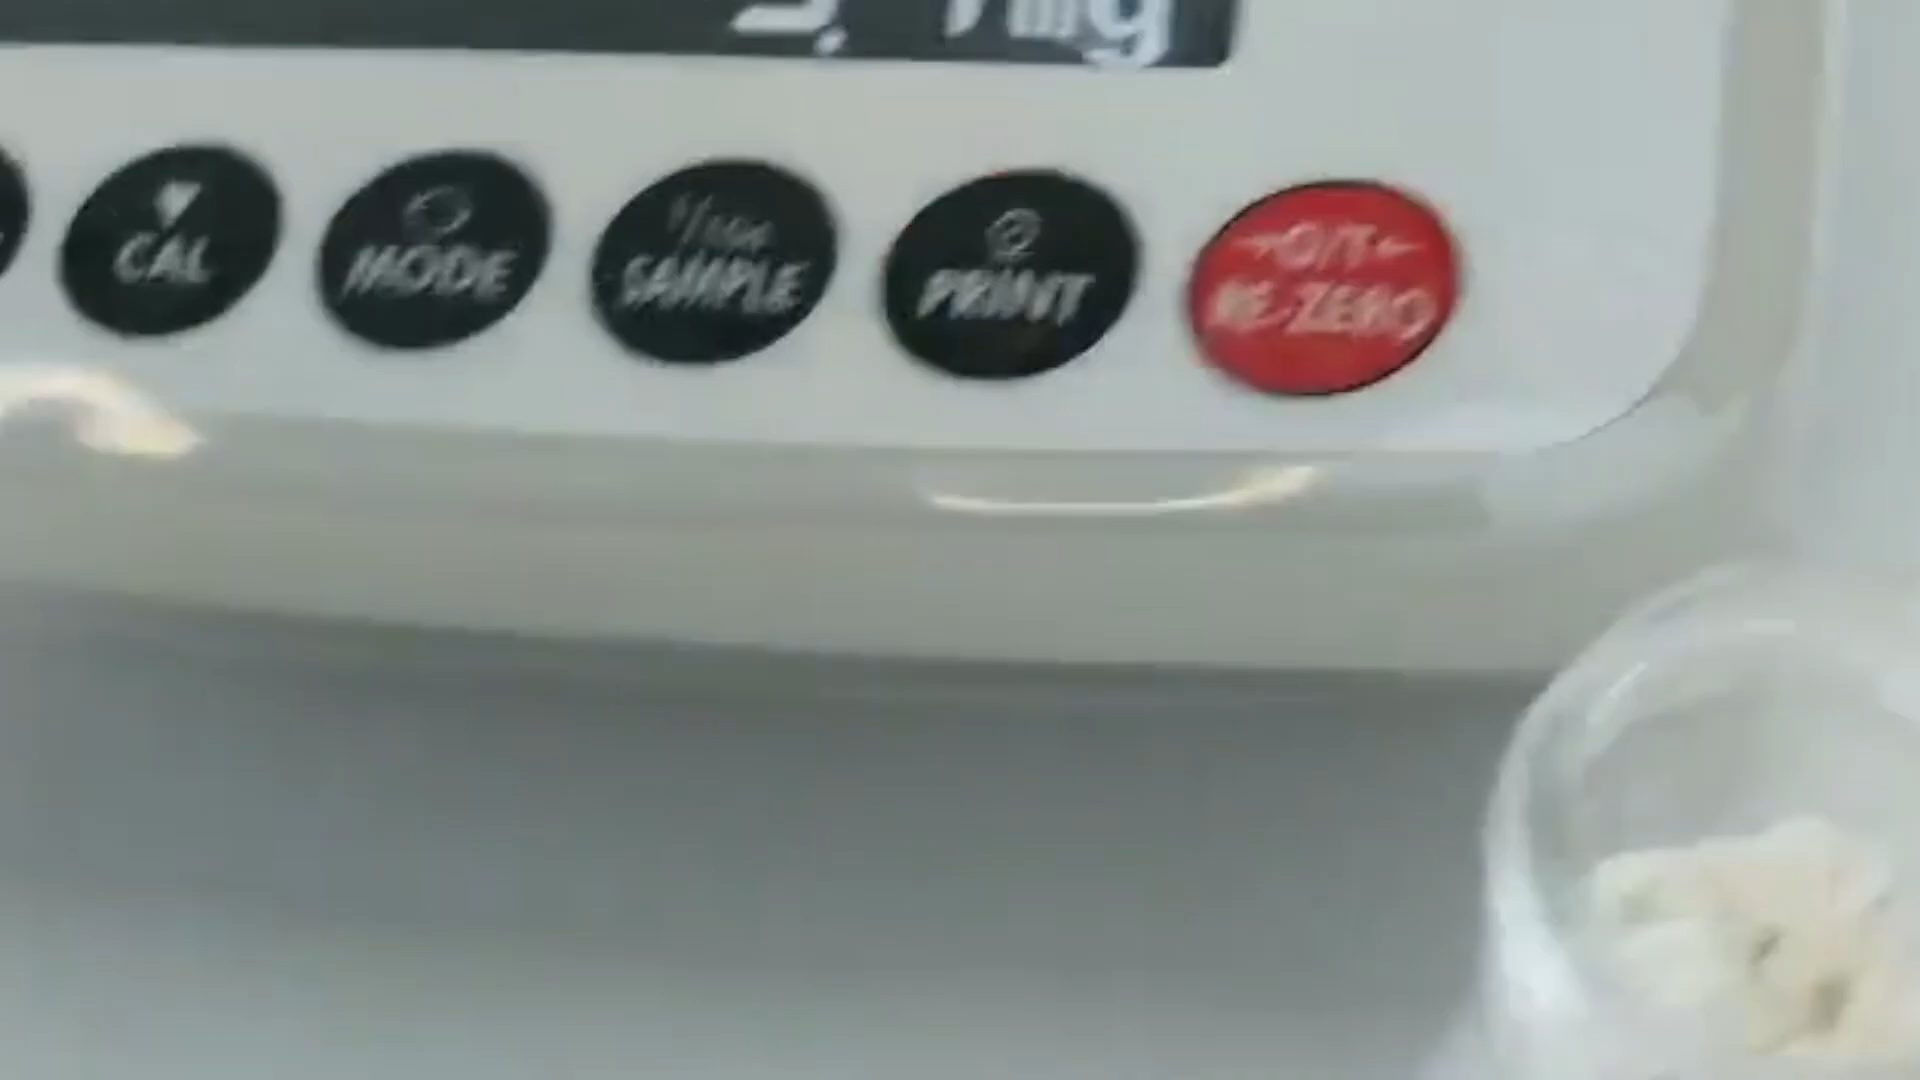 mg
CAL
MODE
SAMPLE
PRINT
→O/T←
RE-ZERO